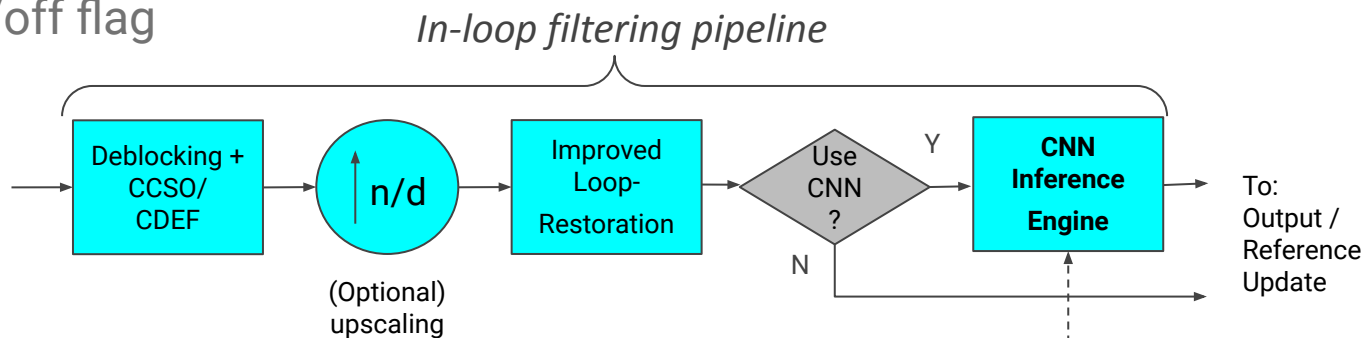 /off flag
In-loop filtering pipeline
Deblocking +
CCSO/
CDEF
n/d
(Optional)
upscaling
Improved
Loop-
Restoration
Use
CNN
?
Y
N
CNN
Inference
Engine
To:
Output /
Reference
Update